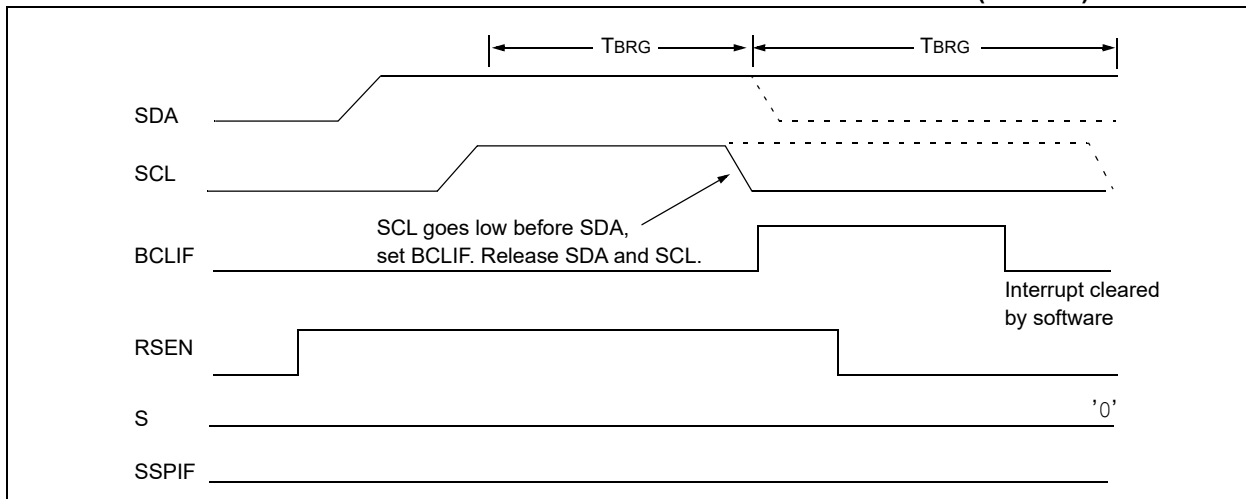 TBRG TBRG
SDA
SCL
SCL goes low before SDA,
set BCLIF. Release SDA and SCL.
BCLIF
Interrupt cleared
by software
RSEN
S '0'
SSPIF